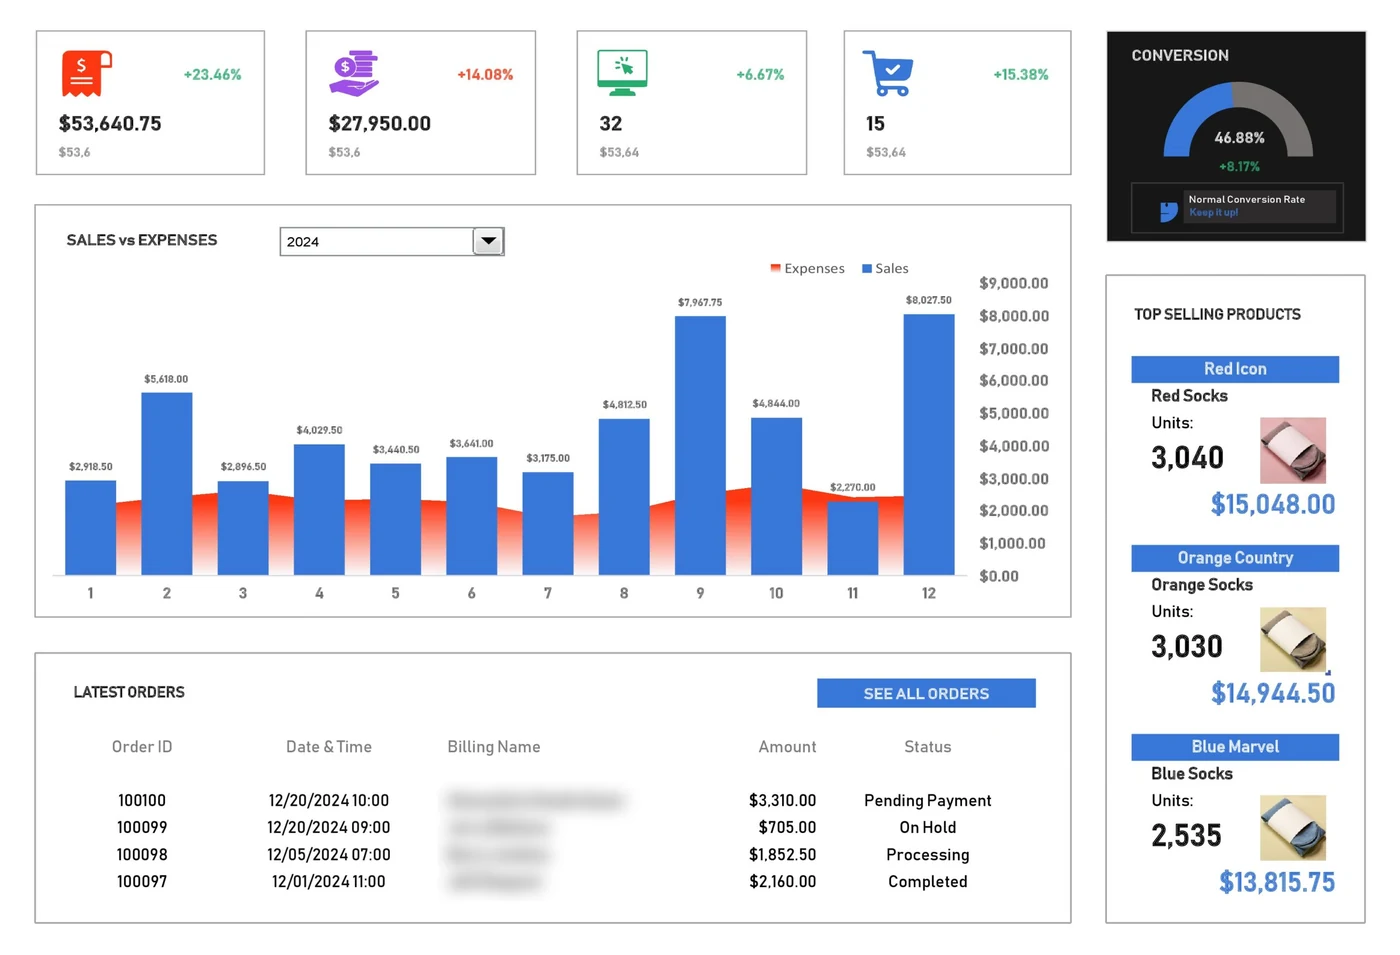 +23.46%
$53,640.75
$53,6
+14.08%
$27,950.00
$53,6
+6.67%
32
$53,64
+15.38%
15
$53,64
CONVERSION
46.88%
+8.17%
Normal Conversion Rate
Keep it up!
SALES vs EXPENSES
2024
Expenses Sales
$9,000.00
$8,000.00
$7,000.00
$6,000.00
$5,000.00
$4,000.00
$3,000.00
$2,000.00
$1,000.00
$0.00
$2,918.50
$5,618.00
$2,896.50
$4,029.50
$3,440.50
$3,641.00
$3,175.00
$4,812.50
$7,967.75
$4,844.00
$2,270.00
$8,027.50
1 2 3 4 5 6 7 8 9 10 11 12
TOP SELLING PRODUCTS
Red Icon
Red Socks
Units:
3,040
$15,048.00
Orange Country
Orange Socks
Units:
3,030
$14,944.50
Blue Marvel
Blue Socks
Units:
2,535
$13,815.75
LATEST ORDERS
SEE ALL ORDERS
Order ID Date & Time Billing Name Amount Status
100100 12/20/2024 10:00 $3,310.00 Pending Payment
100099 12/20/2024 09:00 $705.00 On Hold
100098 12/05/2024 07:00 $1,852.50 Processing
100097 12/01/2024 11:00 $2,160.00 Completed